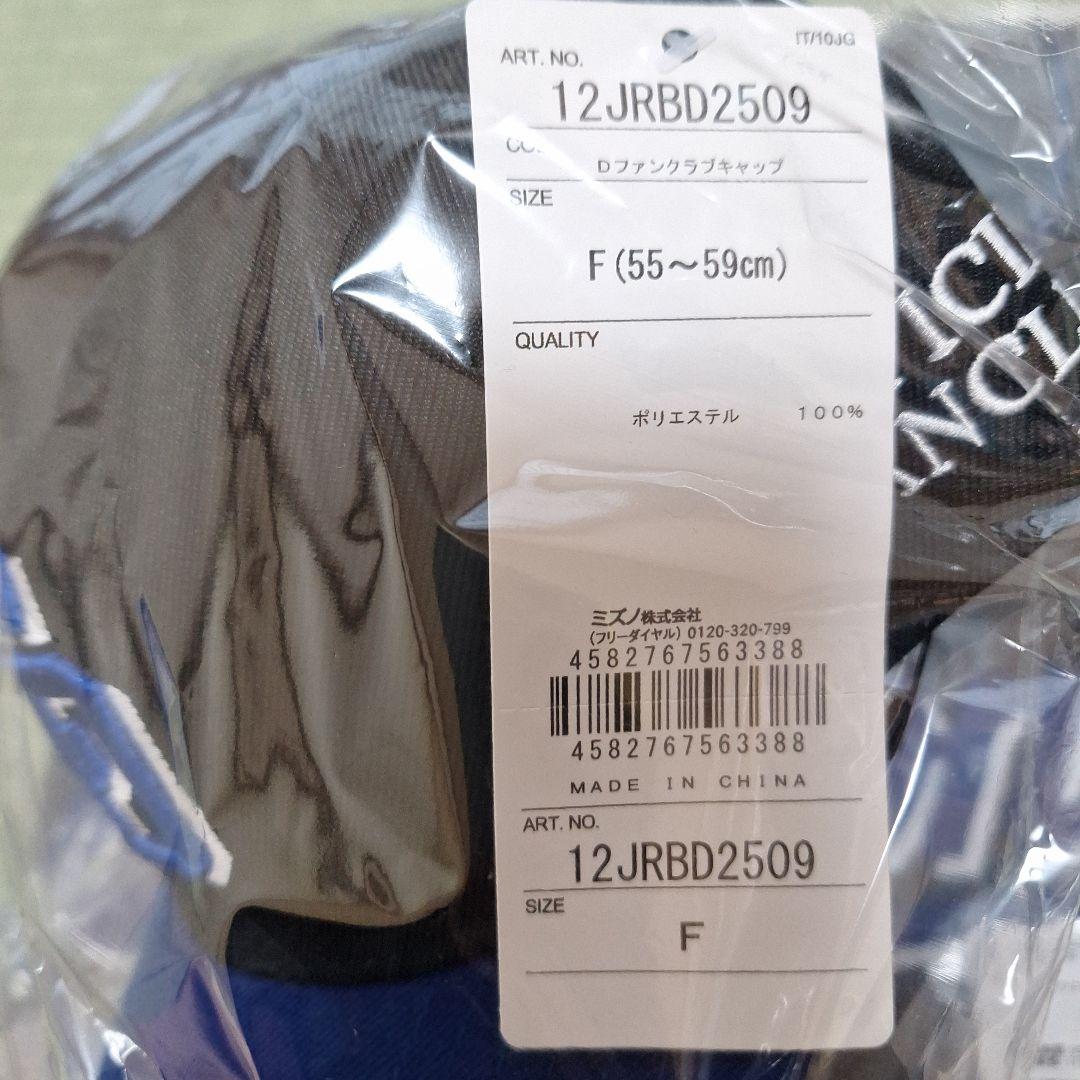 IT/10JG
ART. NO.
12JRBD2509
Dファンクラブキャップ
SIZE
F(55～59㎝)
QUALITY
ポリエステル 100%
ミズノ株式会社
(フリーダイヤル) 0120-320-799
4582767563388
4582767563388
MADE IN CHINA
ART. NO.
12JRBD2509
SIZE
F